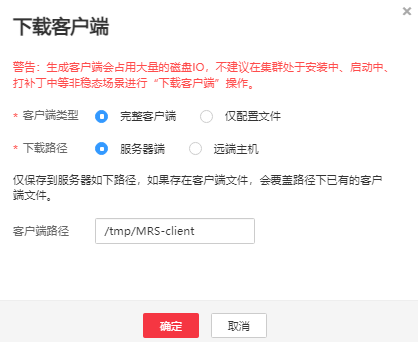 下载客户端
警告：生成客户端会占用大量的磁盘IO，不建议在集群处于安装中、启动中、
打补丁中等非稳态场景进行“下载客户端”操作。
* 客户端类型 完整客户端 仅配置文件
* 下载路径 服务器端 远端主机
仅保存到服务器如下路径，如果存在客户端文件，会覆盖路径下已有的客户
端文件。
客户端路径 /tmp/MRS-client
确定 取消